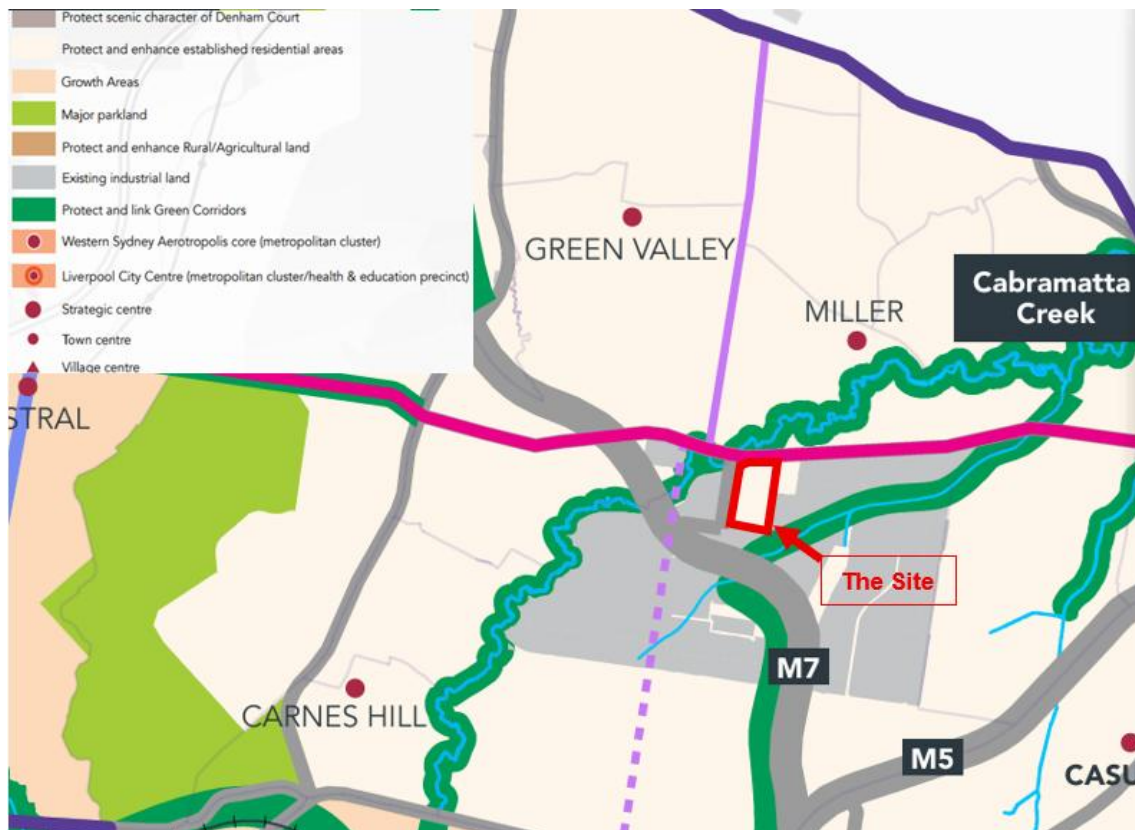 Protect scenic character of Denham Court
Protect and enhance established residential areas
Growth Areas
Major parkland
Protect and enhance Rural/Agricultural land
Existing industrial land
Protect and link Green Corridors
Western Sydney Aerotropolis core (metropolitan cluster)
Liverpool City Centre (metropolitan cluster/health & education precinct)
Strategic centre
Town centre
Village centre
GREEN VALLEY
MILLER
Cabramatta
Creek
STRAL
The Site
M7
CARNES HILL
M5
CASU